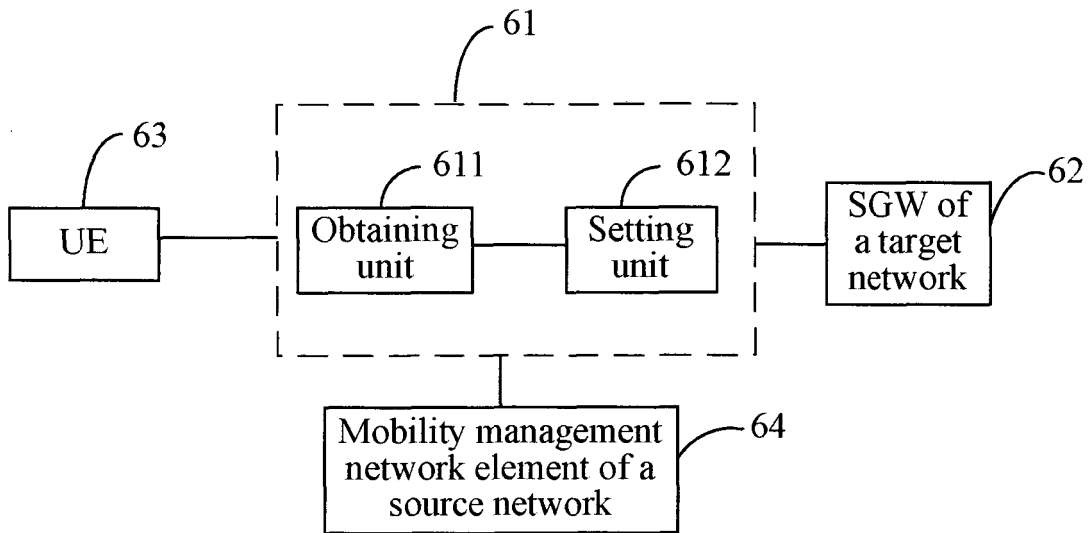 61
63
611
612
62
UE
Obtaining
unit
Setting
unit
SGW of
a target
network
Mobility management
network element of a
source network
64